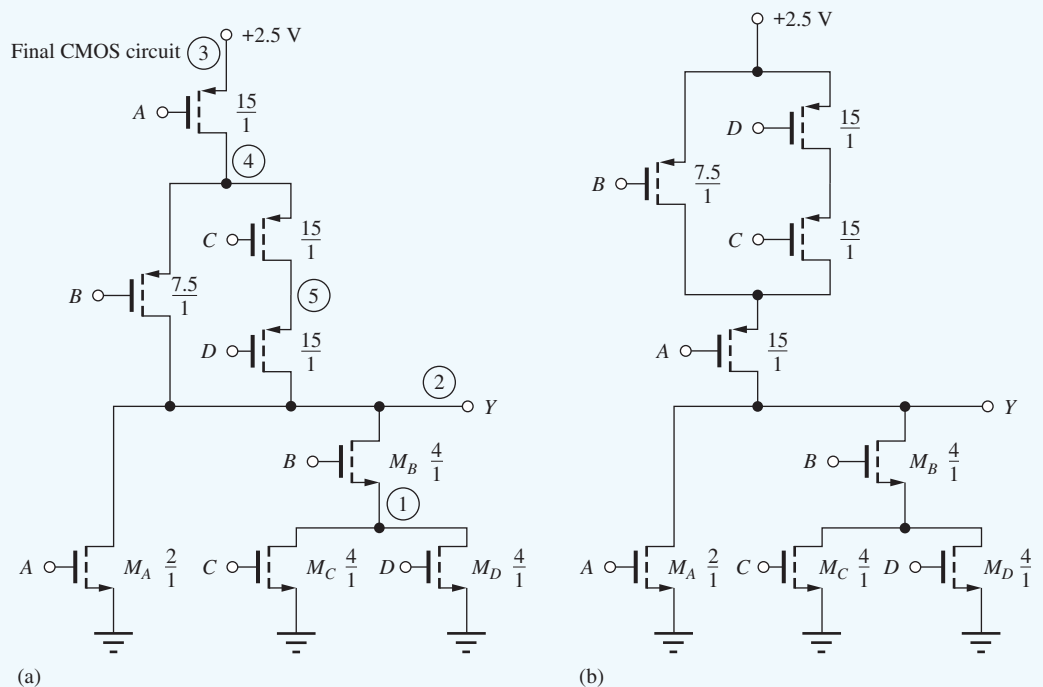 Final CMOS circuit 3 +2.5 V
A 15/1
4
C 15/1
B 7.5/1
5
D 15/1
2 Y
B M_B 4/1
1
A M_A 2/1
C M_C 4/1
D M_D 4/1
(a)
+2.5 V
D 15/1
B 7.5/1
C 15/1
A 15/1
Y
B M_B 4/1
A M_A 2/1
C M_C 4/1
D M_D 4/1
(b)